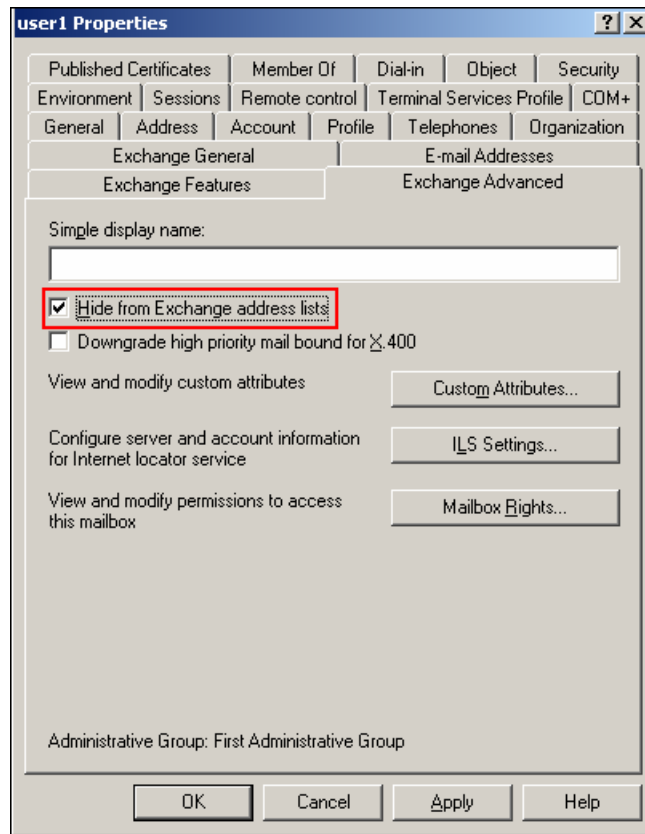 user1 Properties
Published Certificates Member Of Dial-in Object Security
Environment Sessions Remote control Terminal Services Profile COM+
General Address Account Profile Telephones Organization
Exchange General E-mail Addresses
Exchange Features Exchange Advanced
Simple display name:
Hide from Exchange address lists
Downgrade high priority mail bound for X.400
View and modify custom attributes
Custom Attributes...
Configure server and account information
for Internet locator service
ILS Settings...
View and modify permissions to access
this mailbox
Mailbox Rights...
Administrative Group: First Administrative Group
OK Cancel Apply Help